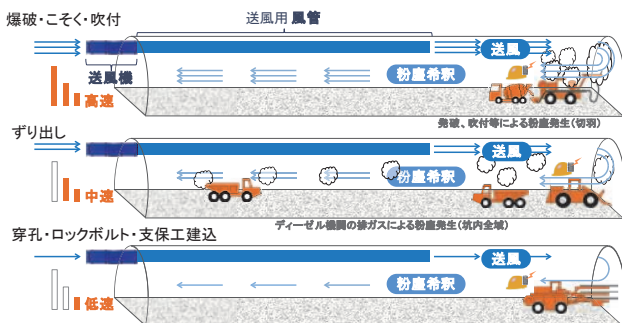 爆破・こそく・吹付
送風用 風管
送風
送風機
粉塵希釈
高速
発破、吹付等による粉塵発生(切羽)
ずり出し
送風
粉塵希釈
中速
ディーゼル機関の排ガスによる粉塵発生(坑内全域)
穿孔・ロックボルト・支保工建込
送風
粉塵希釈
低速